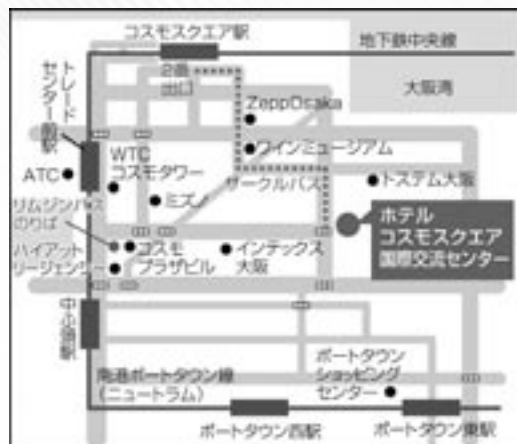 コスモスクエア駅
地下鉄中央線
トレード
センター前駅
2番
出口
大阪湾
ZeppOsaka
ワインミュージアム
WTC
コスモタワー
ATC
ミズノ
サークルバス
トステム大阪
リムジンバス
のりば
ホテル
コスモスクエア
国際交流センター
ハイアット
リージェンシー
コスモ
プラザビル
インテックス
大阪
中ふ頭駅
ポートタウン
ショッピング
センター
南港ポートタウン線
(ニュートラム)
ポートタウン西駅
ポートタウン東駅